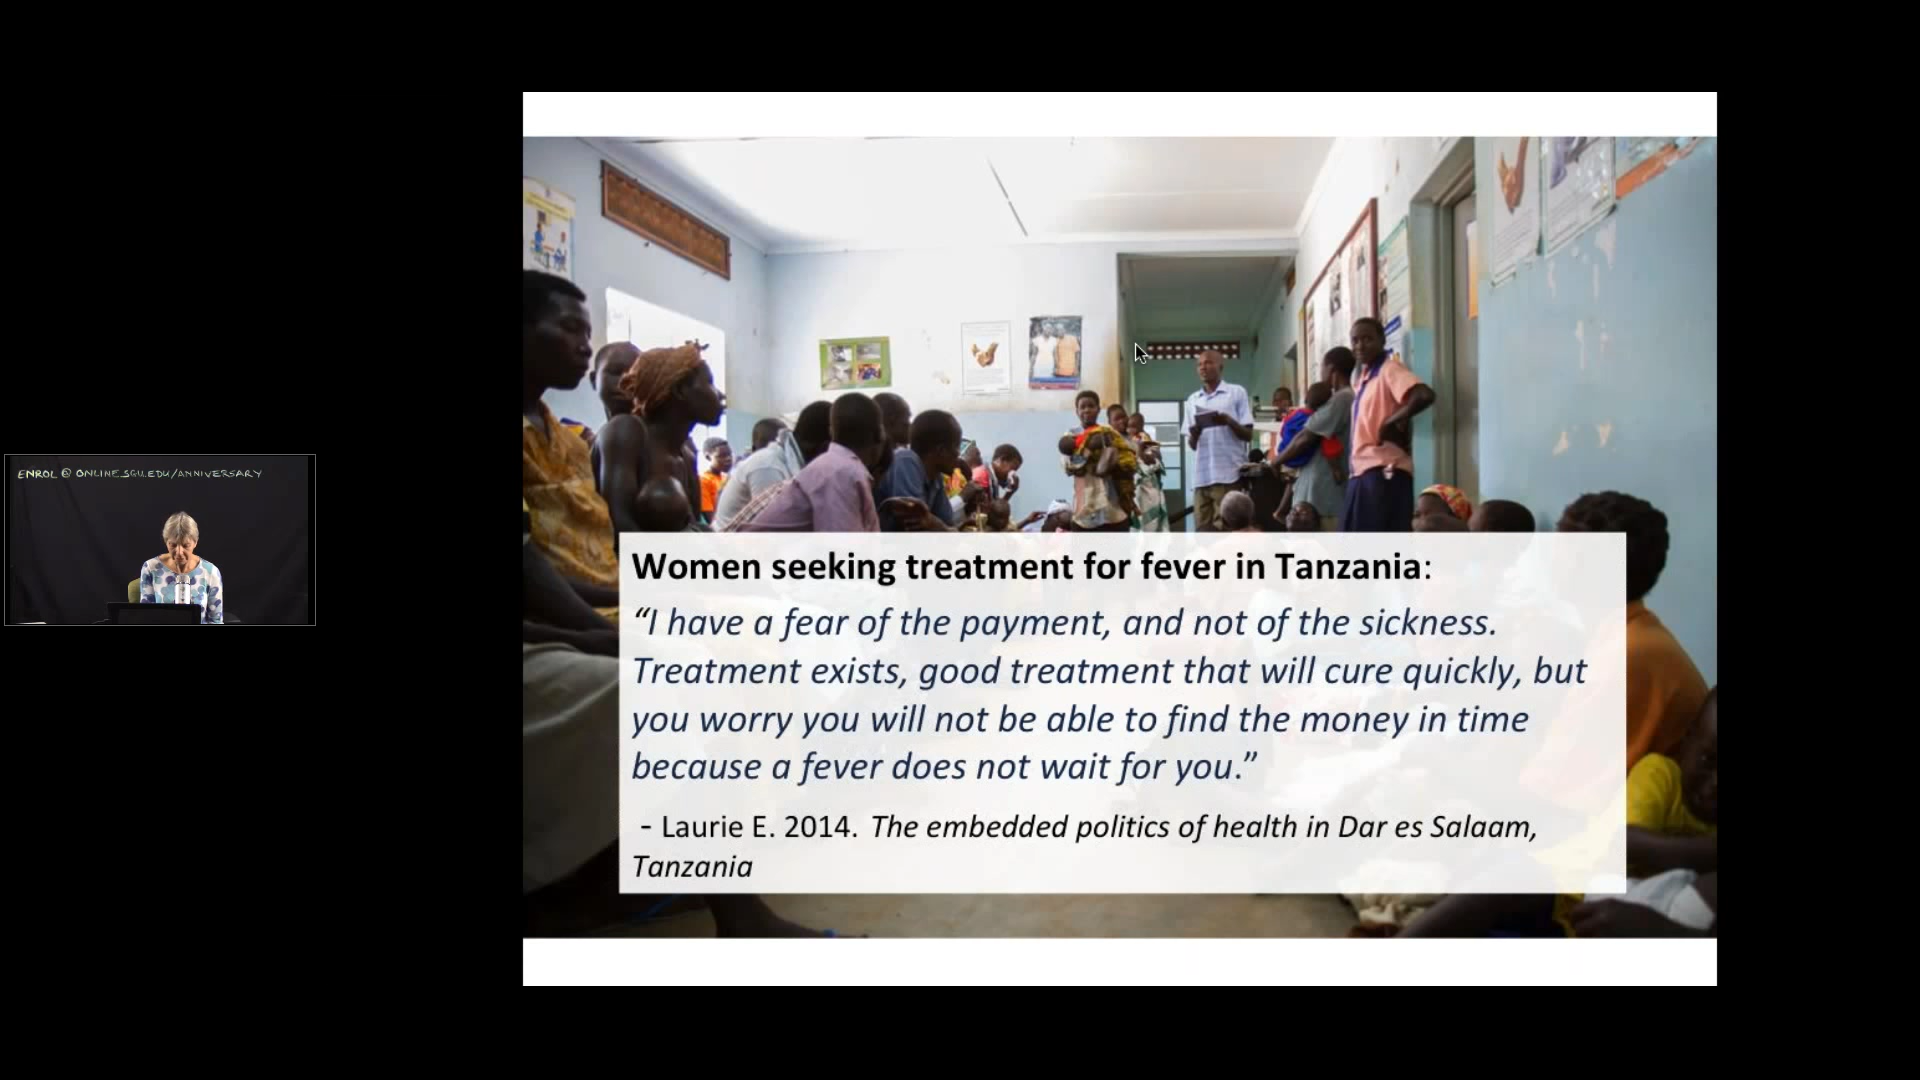 ENROL @ ONLINE.SGU.EDU/ANNIVERSARY
Women seeking treatment for fever in Tanzania:
“I have a fear of the payment, and not of the sickness.
Treatment exists, good treatment that will cure quickly, but
you worry you will not be able to find the money in time
because a fever does not wait for you.”
- Laurie E. 2014. The embedded politics of health in Dar es Salaam,
Tanzania